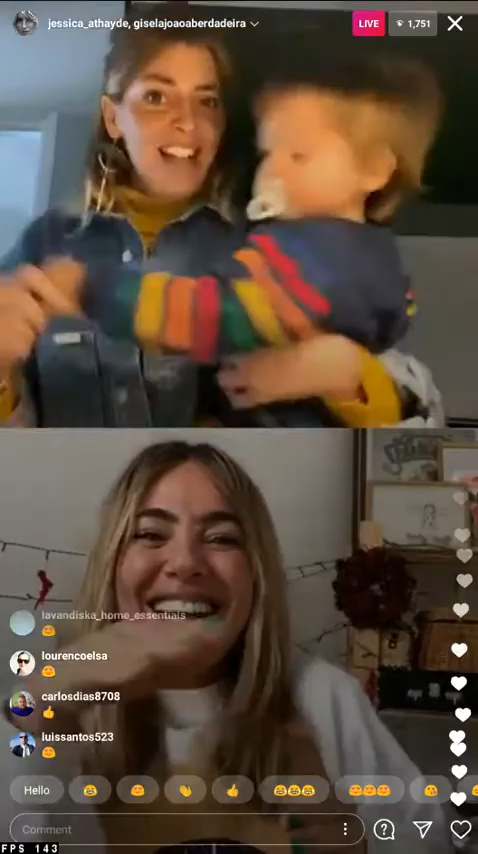 jessica_athayde, giselajoaoaberdadeira
LIVE
1,751
lavandiska_home_essentials
lourencoelsa
carlosdias8708
luissantos523
Hello
Comment
FPS 143